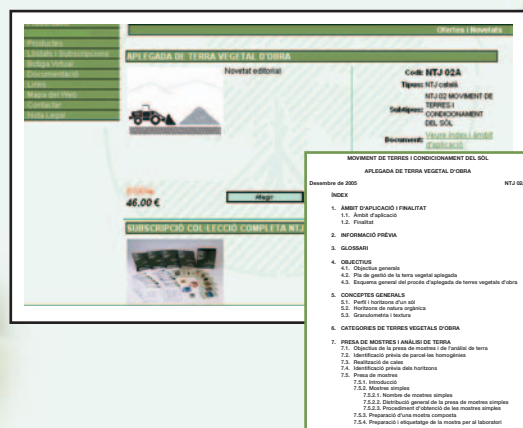 Ofertes i Novetats
Productes
Llistats i Subscripcions
Botiga Virtual
Documentació
Links
Mapa del Web
Contactar
Nota Legal
APLEGADA DE TERRA VEGETAL D'OBRA
Novetat editorial
Codi: NTJ 02A
Tipus: NTJ català
Subtipus: NTJ 02 MOVIMENT DE
TERRES I
CONDICIONAMENT
DEL SÒL
Document: Veure índex i àmbit
d'aplicació
46.00 €
Afegir
SUBSCRIPCIÓ COL·LECCIÓ COMPLETA NTJ
MOVIMENT DE TERRES I CONDICIONAMENT DEL SÒL
APLEGADA DE TERRA VEGETAL D'OBRA
Desembre de 2005 NTJ 02
ÍNDEX
1. ÀMBIT D'APLICACIÓ I FINALITAT
1.1. Àmbit d'aplicació
1.2. Finalitat
2. INFORMACIÓ PRÈVIA
3. GLOSSARI
4. OBJECTIUS
4.1. Objectius generals
4.2. Pla de gestió de la terra vegetal aplegada
4.3. Esquema general del procés d'aplegada de terres vegetals d'obra
5. CONCEPTES GENERALS
5.1. Perfil i horitzons d'un sòl
5.2. Horitzons de natura orgànica
5.3. Granulometria i textura
6. CATEGORIES DE TERRES VEGETALS D'OBRA
7. PRESA DE MOSTRES I ANÀLISI DE TERRA
7.1. Objectius de la presa de mostres i de l'anàlisi de terra
7.2. Identificació prèvia de parcel·les homogènies
7.3. Realització de cales
7.4. Identificació prèvia dels horitzons
7.5. Presa de mostres
7.5.1. Introducció
7.5.2. Mostres simples
7.5.2.1. Nombre de mostres simples
7.5.2.2. Distribució general de la presa de mostres simples
7.5.2.3. Procediment d'obtenció de les mostres simples
7.5.3. Preparació d'una mostra composta
7.5.4. Preparació i etiquetatge de la mostra per al laboratori